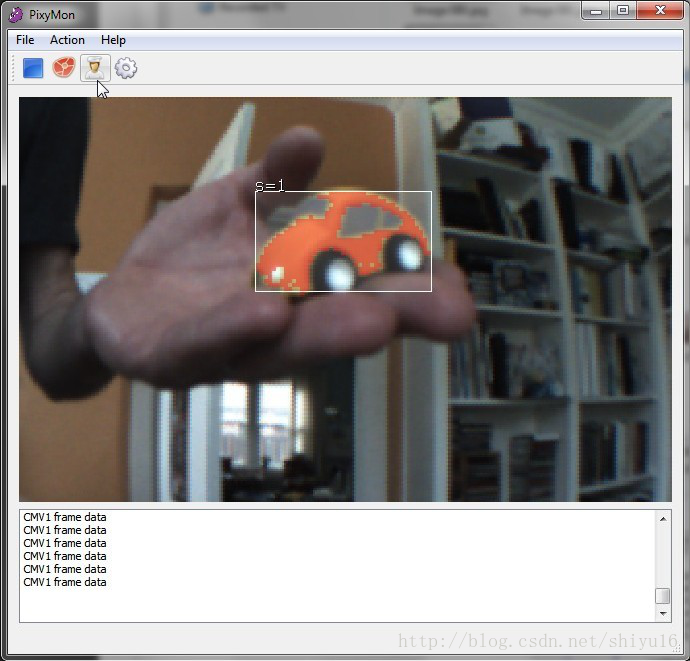 PixyMon
File Action Help
s=1
CMV1 frame data
CMV1 frame data
CMV1 frame data
CMV1 frame data
CMV1 frame data
CMV1 frame data
http://blog.csdn.net/shiyu16